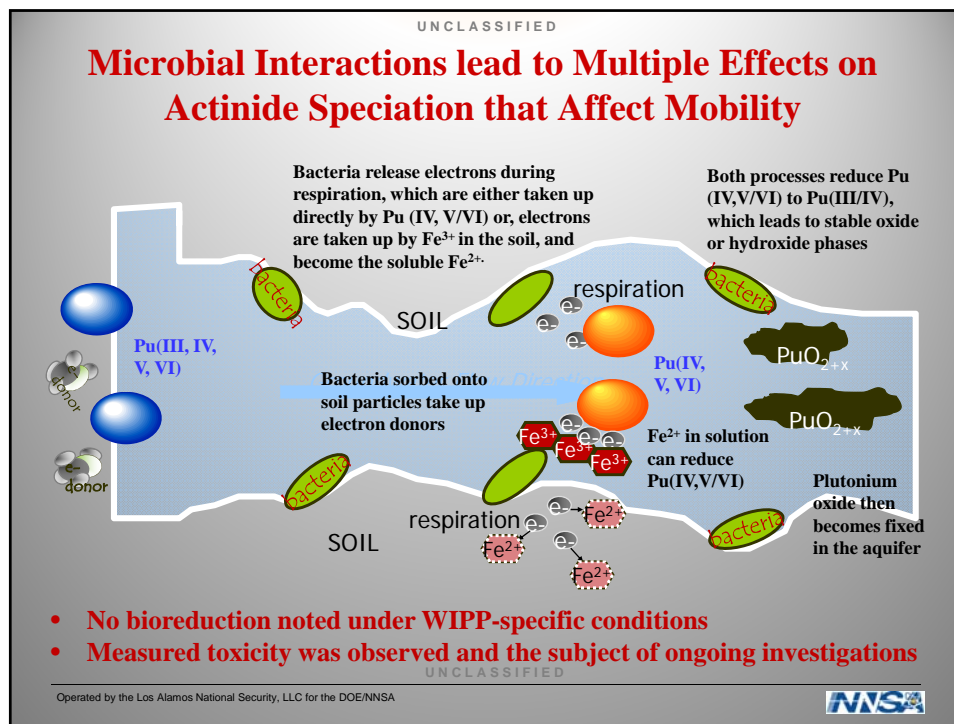 UNCLASSIFIED
Microbial Interactions lead to Multiple Effects on
Actinide Speciation that Affect Mobility
Bacteria release electrons during
respiration, which are either taken up
directly by Pu (IV, V/VI) or, electrons
are taken up by Fe3+ in the soil, and
become the soluble Fe2+.
Both processes reduce Pu
(IV,V/VI) to Pu(III/IV),
which leads to stable oxide
or hydroxide phases
bacteria
bacteria
respiration
SOIL
e-
e-
e-
Pu(III, IV,
V, VI)
e-
donor
Pu(IV,
V, VI)
PuO2+x
Bacteria sorbed onto
soil particles take up
electron donors
Direction
PuO2+x
e-
e-
e-
Fe3+
Fe3+
Fe3+
Fe2+ in solution
can reduce
Pu(IV,V/VI)
e-
donor
bacteria
Plutonium
oxide then
becomes fixed
in the aquifer
bacteria
respiration
e-
e-
e-
Fe2+
Fe2+
Fe2+
SOIL
• No bioreduction noted under WIPP-specific conditions
• Measured toxicity was observed and the subject of ongoing investigations
UNCLASSIFIED
Operated by the Los Alamos National Security, LLC for the DOE/NNSA
NNSA